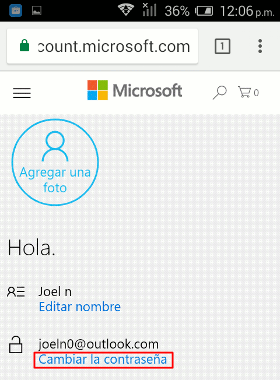 36% 12:06 p.m.
count.microsoft.com
1
Microsoft
0
Agregar una
foto
Hola.
Joel n
Editar nombre
joeln0@outlook.com
Cambiar la contraseña